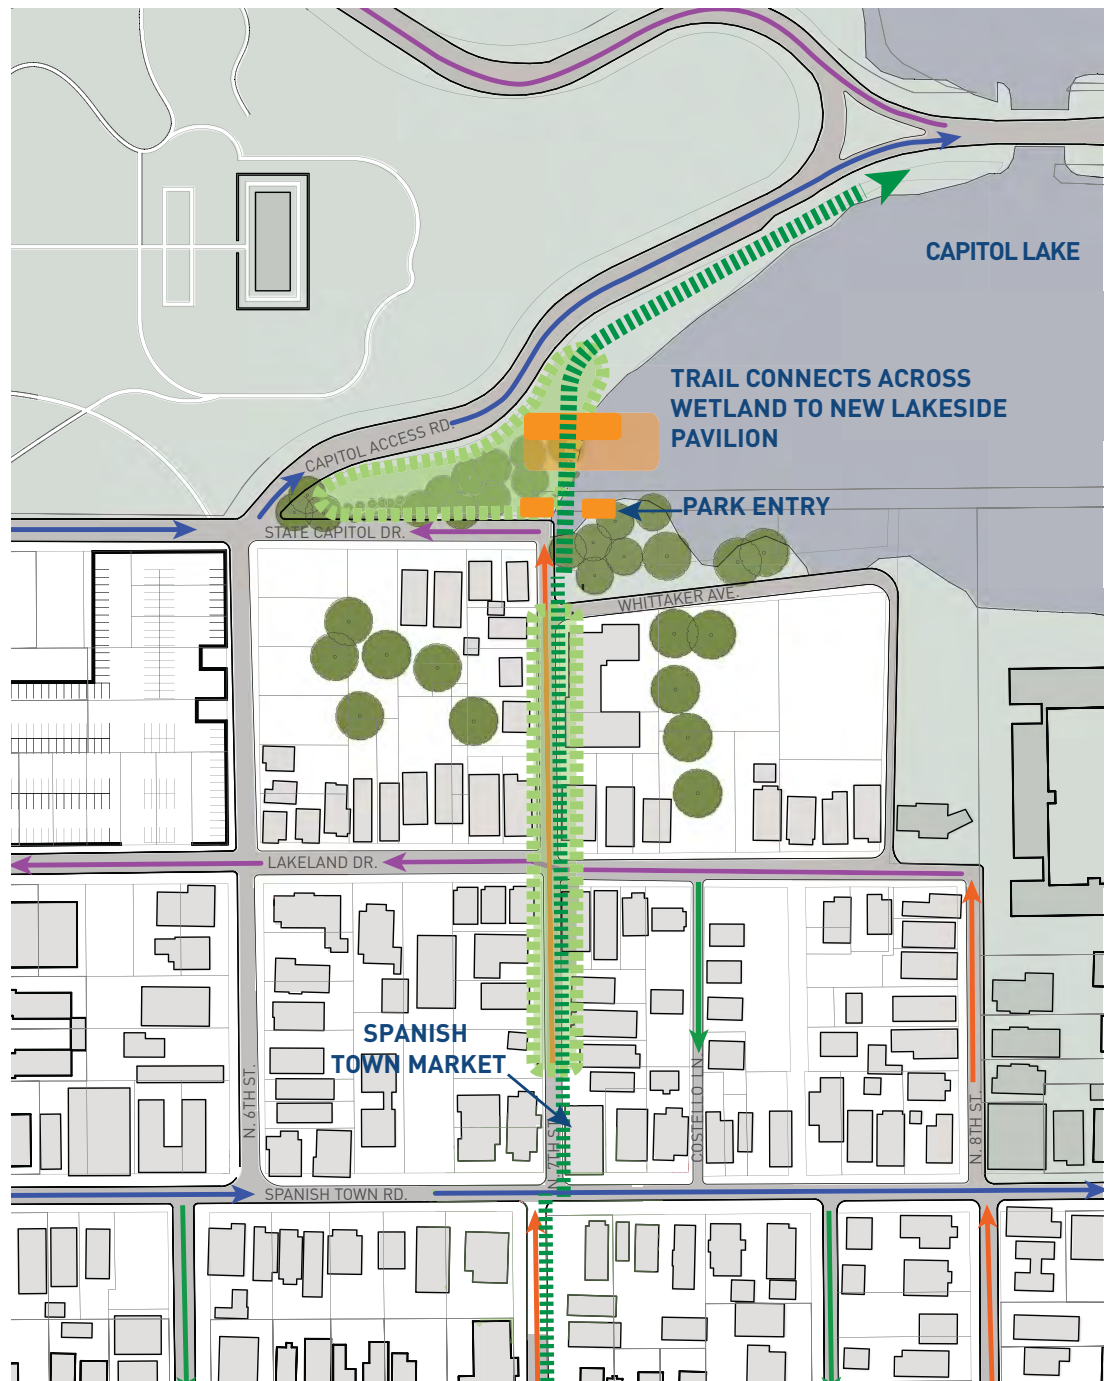 CAPITOL LAKE
TRAIL CONNECTS ACROSS
WETLAND TO NEW LAKESIDE
PAVILION
CAPITOL ACCESS RD.
PARK ENTRY
STATE CAPITOL DR.
WHITTAKER AVE.
LAKELAND DR.
SPANISH
TOWN MARKET
N. 6TH ST.
N. 7TH ST.
COSTELLO LN
N. 8TH ST.
SPANISH TOWN RD.